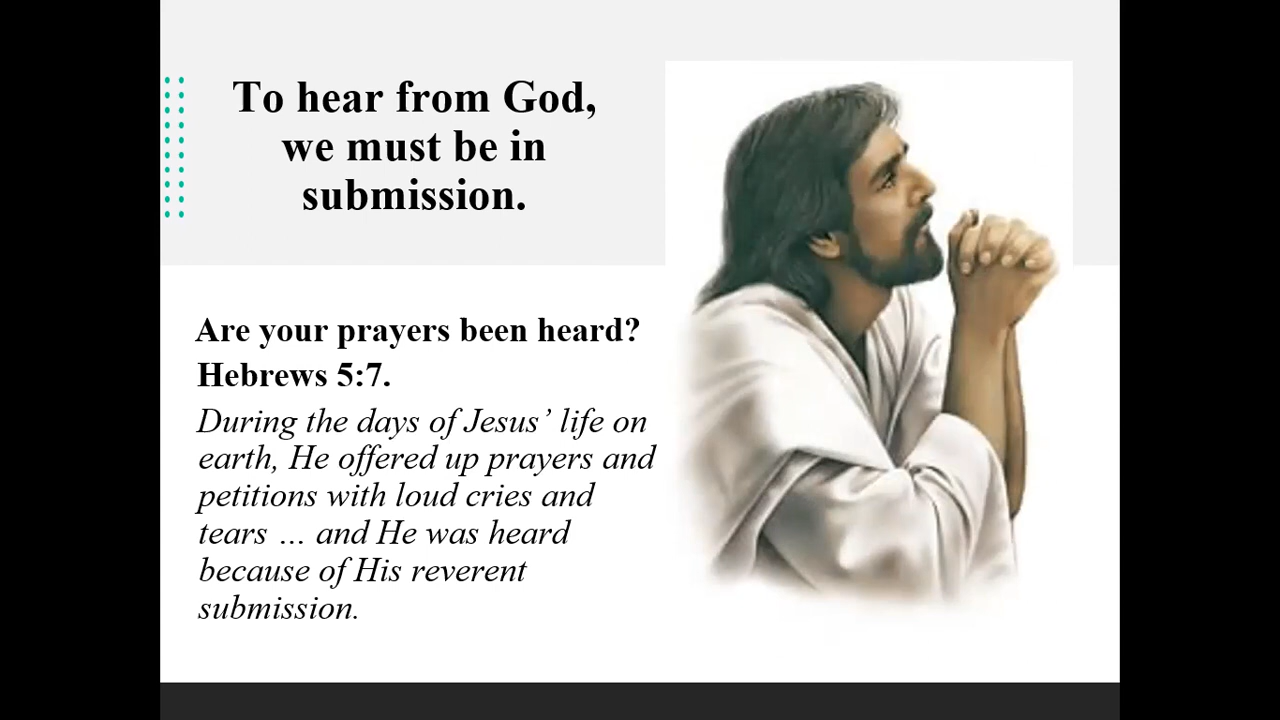 To hear from God,
we must be in
submission.
Are your prayers been heard?
Hebrews 5:7.
During the days of Jesus’ life on
earth, He offered up prayers and
petitions with loud cries and
tears … and He was heard
because of His reverent
submission.